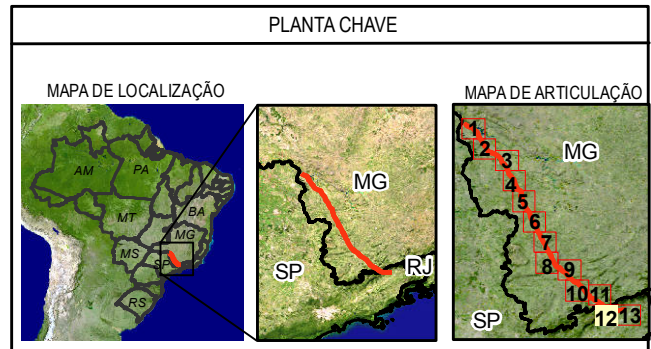 PLANTA CHAVE
MAPA DE LOCALIZAÇÃO
AM
PA
BA
MT
MG
MS
SP
RS
MG
SP
RJ
MAPA DE ARTICULAÇÃO
1
2
3
MG
4
5
6
7
8
9
10
11
12
13
SP